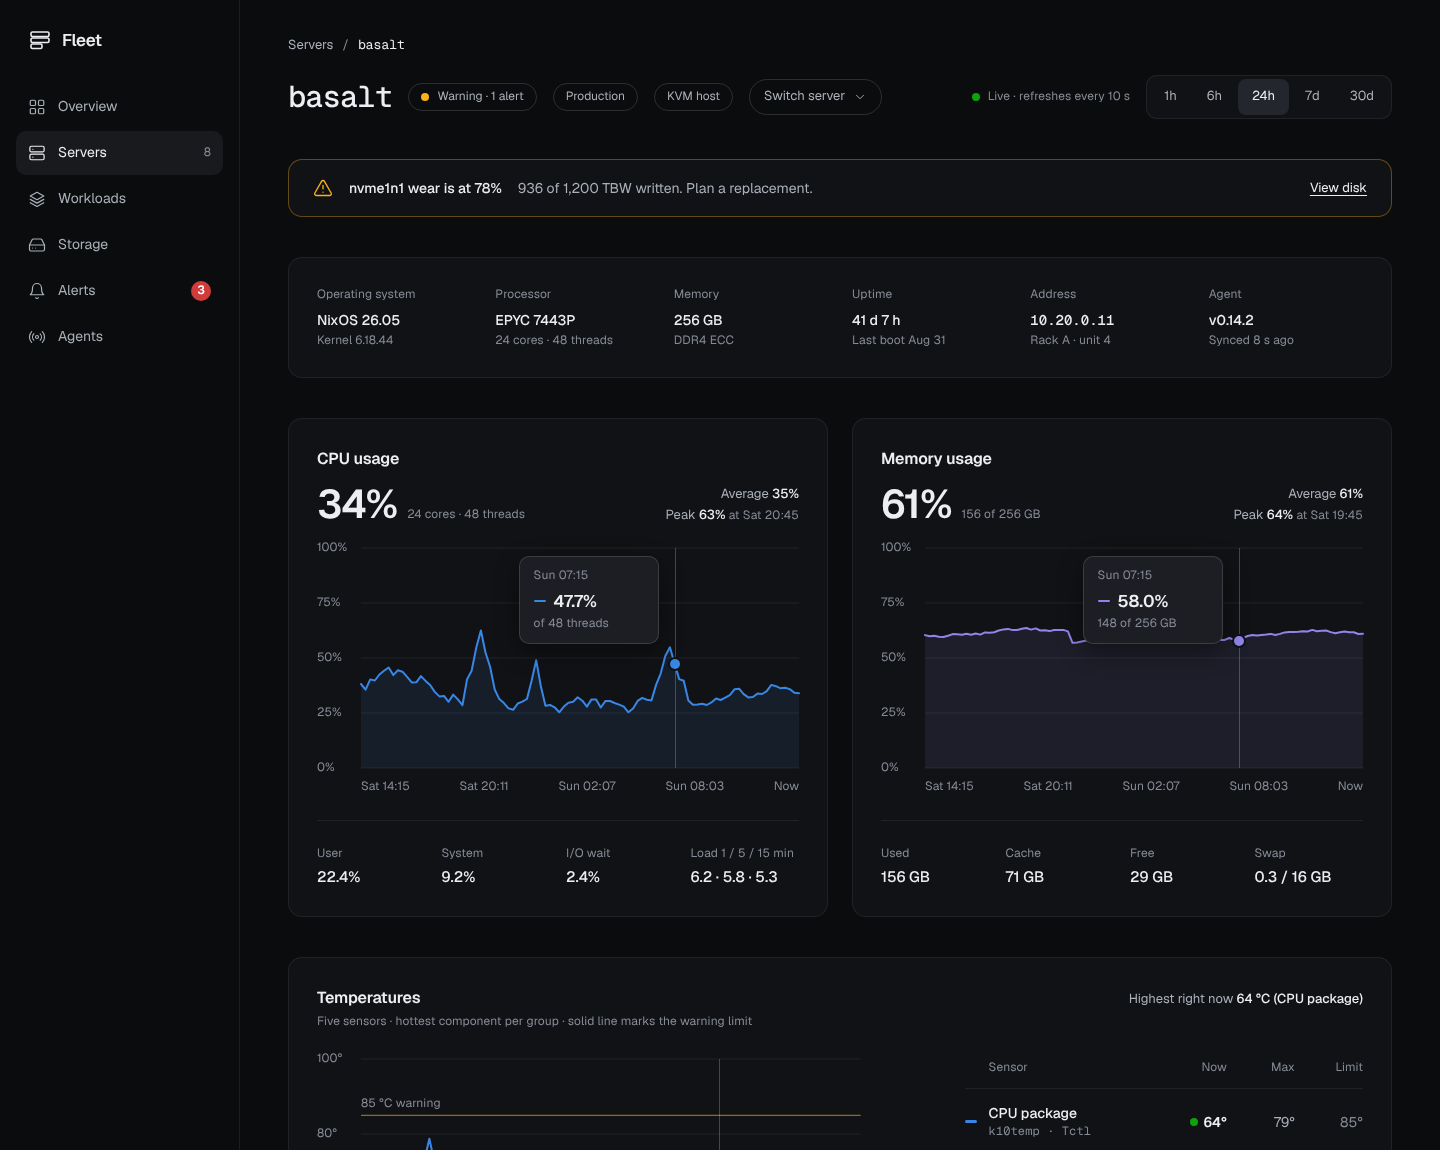 Fleet
Overview
Servers 8
Workloads
Storage
Alerts 3
Agents
Servers / basalt
basalt
Warning · 1 alert
Production
KVM host
Switch server
Live · refreshes every 10 s
1h 6h 24h 7d 30d
nvme1n1 wear is at 78% 936 of 1,200 TBW written. Plan a replacement.
View disk
Operating system
NixOS 26.05
Kernel 6.18.44
Processor
EPYC 7443P
24 cores · 48 threads
Memory
256 GB
DDR4 ECC
Uptime
41 d 7 h
Last boot Aug 31
Address
10.20.0.11
Rack A · unit 4
Agent
v0.14.2
Synced 8 s ago
CPU usage
34% 24 cores · 48 threads
Average 35%
Peak 63% at Sat 20:45
100%
75%
50%
25%
0%
Sun 07:15
47.7%
of 48 threads
Sat 14:15 Sat 20:11 Sun 02:07 Sun 08:03 Now
User
22.4%
System
9.2%
I/O wait
2.4%
Load 1 / 5 / 15 min
6.2 · 5.8 · 5.3
Memory usage
61% 156 of 256 GB
Average 61%
Peak 64% at Sat 19:45
100%
75%
50%
25%
0%
Sun 07:15
58.0%
148 of 256 GB
Sat 14:15 Sat 20:11 Sun 02:07 Sun 08:03 Now
Used
156 GB
Cache
71 GB
Free
29 GB
Swap
0.3 / 16 GB
Temperatures
Five sensors · hottest component per group · solid line marks the warning limit
Highest right now 64 °C (CPU package)
100°
85 °C warning
80°
Sensor Now Max Limit
CPU package 64° 79° 85°
k10temp · Tctl